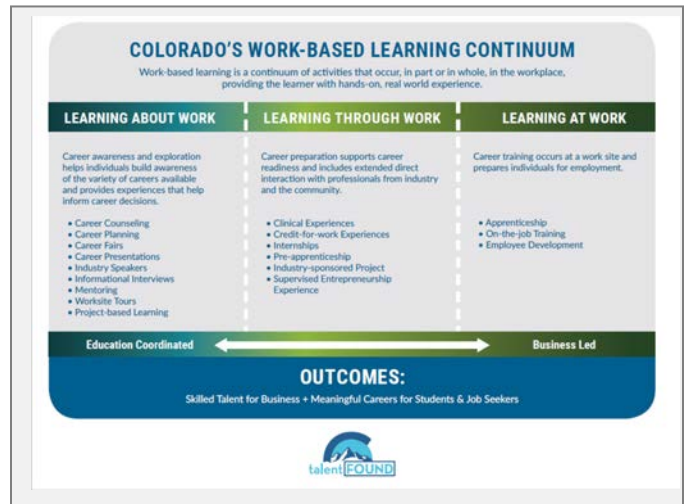 COLORADO'S WORK-BASED LEARNING CONTINUUM
Work-based learning is a continuum of activities that occur, in part or in whole, in the workplace,
providing the learner with hands-on, real world experience.
LEARNING ABOUT WORK
Career awareness and exploration
helps individuals build awareness
of the variety of careers available
and provides experiences that help
inform career decisions.
• Career Counseling
• Career Planning
• Career Fairs
• Career Presentations
• Industry Speakers
• Informational Interviews
• Mentoring
• Worksite Tours
• Project-based Learning
LEARNING THROUGH WORK
Career preparation supports career
readiness and includes extended direct
interaction with professionals from industry
and the community.
• Clinical Experiences
• Credit-for-work Experiences
• Internships
• Pre-apprenticeship
• Industry-sponsored Project
• Supervised Entrepreneurship
Experience
LEARNING AT WORK
Career training occurs at a work site and
prepares individuals for employment.
• Apprenticeship
• On-the-job Training
• Employee Development
Education Coordinated
Business Led
OUTCOMES:
Skilled Talent for Business + Meaningful Careers for Students & Job Seekers
talent FOUND